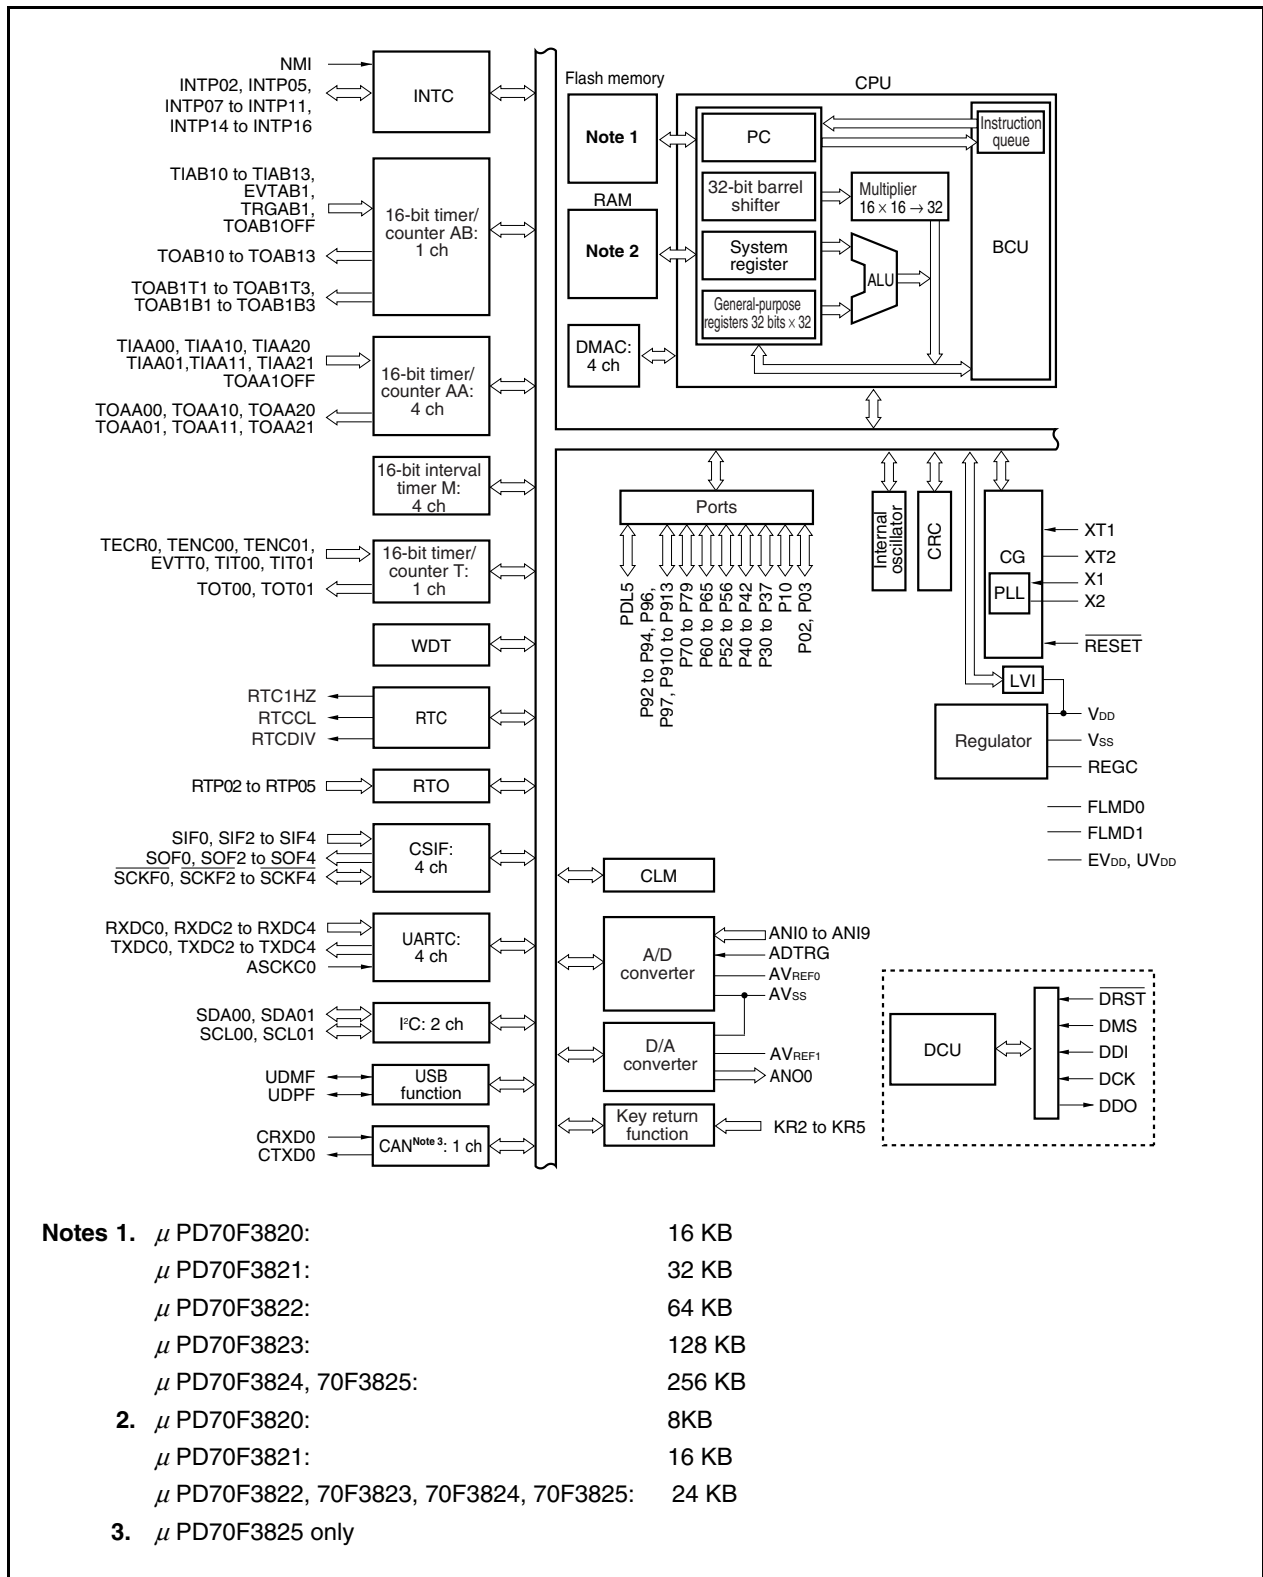 NMI
INTP02, INTP05,
INTP07 to INTP11,
INTP14 to INTP16
INTC
TIAB10 to TIAB13,
EVTAB1,
TRGAB1,
TOAB1OFF
TOAB10 to TOAB13
TOAB1T1 to TOAB1T3,
TOAB1B1 to TOAB1B3
16-bit timer/
counter AB:
1 ch
TIAA00, TIAA10, TIAA20
TIAA01,TIAA11, TIAA21
TOAA1OFF
TOAA00, TOAA10, TOAA20
TOAA01, TOAA11, TOAA21
16-bit timer/
counter AA:
4 ch
16-bit interval
timer M:
4 ch
TECR0, TENC00, TENC01,
EVTT0, TIT00, TIT01
TOT00, TOT01
16-bit timer/
counter T:
1 ch
WDT
RTC1HZ
RTCCL
RTCDIV
RTC
RTP02 to RTP05
RTO
SIF0, SIF2 to SIF4
SOF0, SOF2 to SOF4
SCKF0, SCKF2 to SCKF4
CSIF:
4 ch
RXDC0, RXDC2 to RXDC4
TXDC0, TXDC2 to TXDC4
ASCKC0
UARTC:
4 ch
SDA00, SDA01
SCL00, SCL01
I²C: 2 ch
UDMF
UDPF
USB
function
CRXD0
CTXD0
CAN Note 3: 1 ch
Flash memory
Note 1
RAM
Note 2
DMAC:
4 ch
CPU
PC
32-bit barrel
shifter
System
register
General-purpose
registers 32 bits × 32
Multiplier
16 × 16 → 32
ALU
Instruction
queue
BCU
Ports
PDL5
P92 to P94, P96,
P97, P910 to P913
P70 to P79
P60 to P65
P52 to P56
P40 to P42
P30 to P37
P10
P02, P03
Internal
oscillator
CRC
CG
PLL
XT1
XT2
X1
X2
RESET
LVI
Regulator
VDD
VSS
REGC
FLMD0
FLMD1
EVDD, UVDD
CLM
A/D
converter
ANI0 to ANI9
ADTRG
AVREF0
AVSS
D/A
converter
AVREF1
ANO0
Key return
function
KR2 to KR5
DCU
DRST
DMS
DDI
DCK
DDO
Notes 1. μ PD70F3820: 16 KB
μ PD70F3821: 32 KB
μ PD70F3822: 64 KB
μ PD70F3823: 128 KB
μ PD70F3824, 70F3825: 256 KB
2. μ PD70F3820: 8KB
μ PD70F3821: 16 KB
μ PD70F3822, 70F3823, 70F3824, 70F3825: 24 KB
3. μ PD70F3825 only